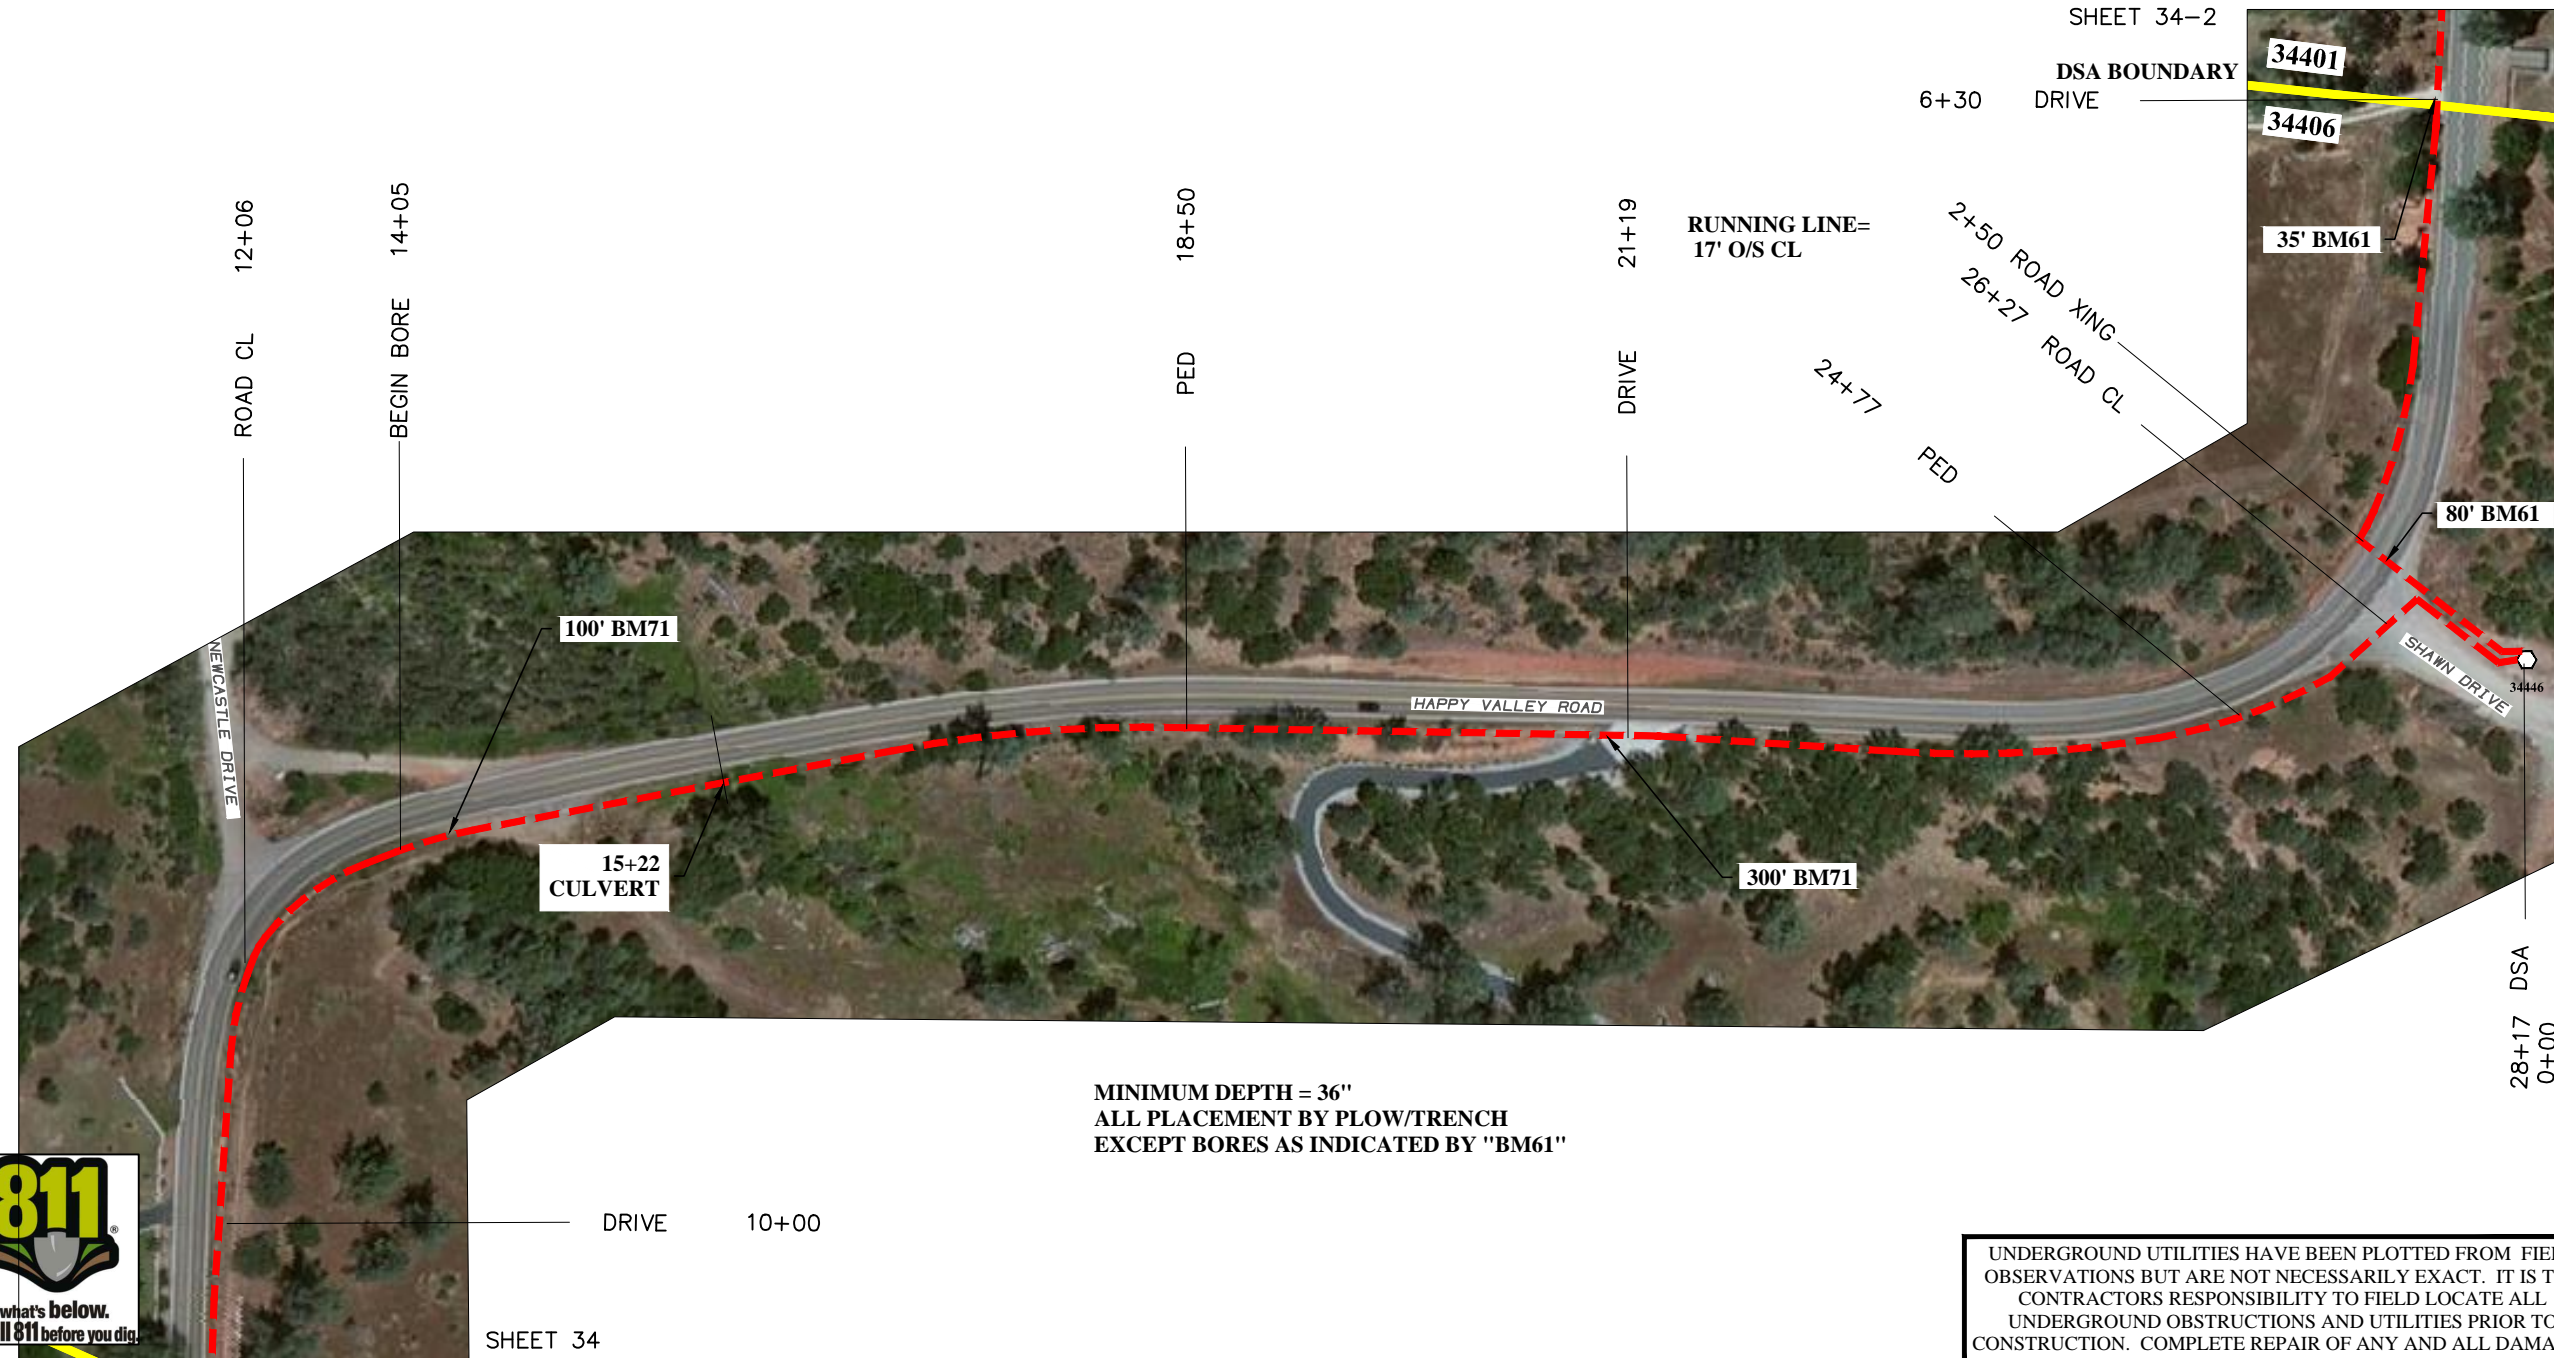 SHEET 34-2
DSA BOUNDARY
6+30 DRIVE
34401
34406
35' BM61
ROAD CL 12+06
BEGIN BORE 14+05
PED 18+50
DRIVE 21+19
RUNNING LINE=
17' O/S CL
2+50 ROAD XING
26+27 ROAD CL
24+77 PED
80' BM61
100' BM71
NEWCASTLE DRIVE
HAPPY VALLEY ROAD
SHAWN DRIVE
34446
15+22
CULVERT
300' BM71
28+17 DSA
0+00
MINIMUM DEPTH = 36"
ALL PLACEMENT BY PLOW/TRENCH
EXCEPT BORES AS INDICATED BY "BM61"
DRIVE 10+00
SHEET 34
811
®
what's below.
ll 811 before you dig.
UNDERGROUND UTILITIES HAVE BEEN PLOTTED FROM FIE
OBSERVATIONS BUT ARE NOT NECESSARILY EXACT. IT IS T
CONTRACTORS RESPONSIBILITY TO FIELD LOCATE ALL
UNDERGROUND OBSTRUCTIONS AND UTILITIES PRIOR TO
CONSTRUCTION. COMPLETE REPAIR OF ANY AND ALL DAMA